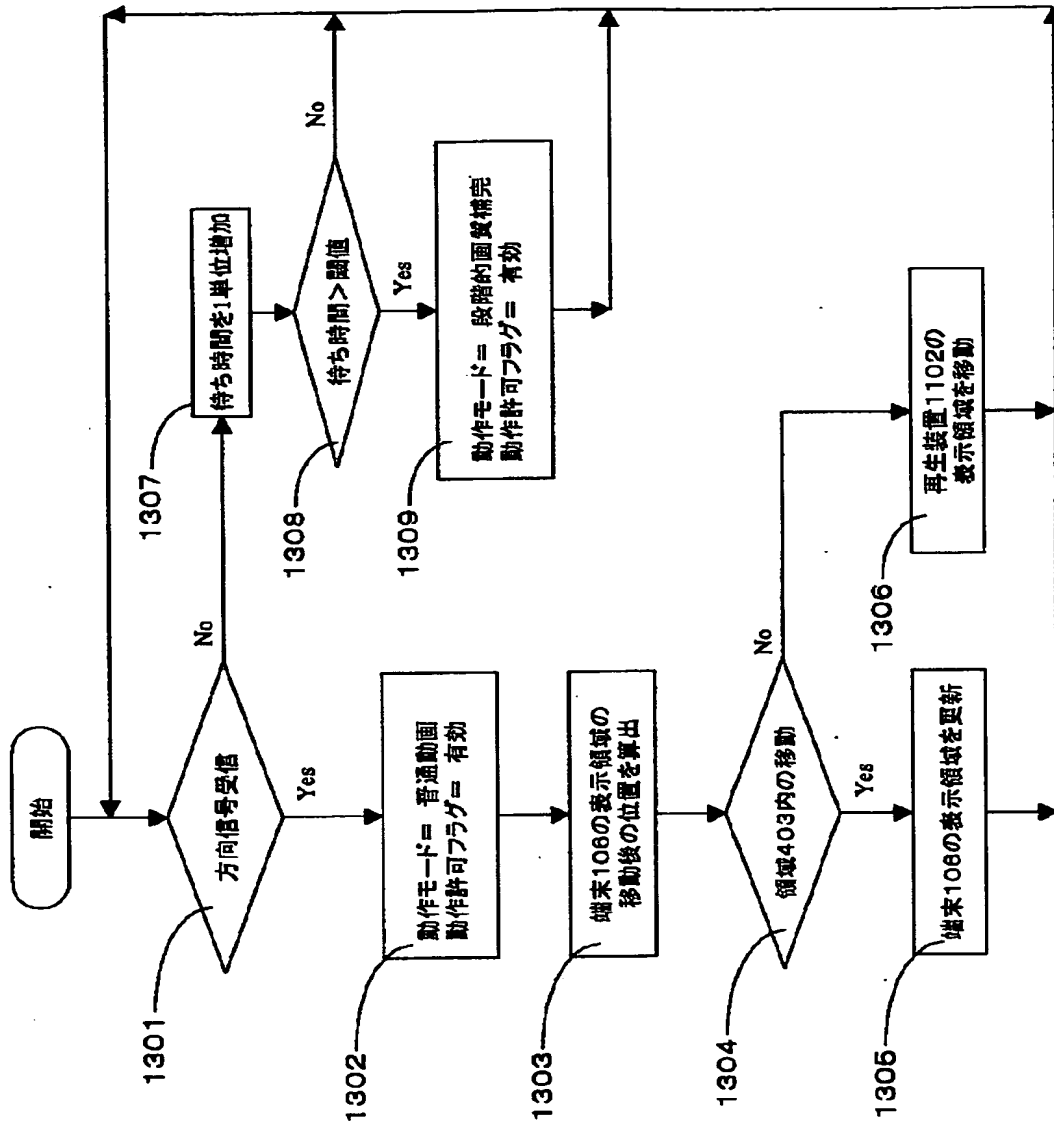 開始
1301
方向信号受信
No
Yes
1302
動作モード= 普通動画
動作許可フラグ= 有効
1303
端末106の表示領域の
移動後の位置を算出
1304
領域403内の移動
No
Yes
1305
端末106の表示領域を更新
1306
再生装置1102の
表示領域を移動
1307
待ち時間を1単位増加
1308
待ち時間>閾値
No
Yes
1309
動作モード= 段階的画質補完
動作許可フラグ= 有効